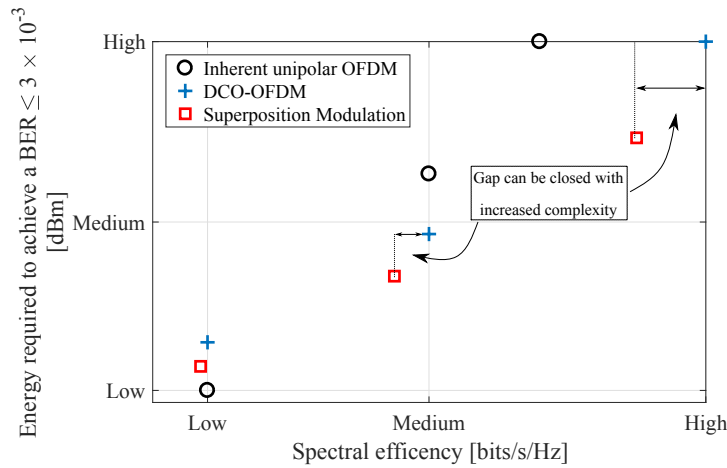 Energy required to achieve a BER ≤ 3 × 10⁻³
[dBm]
High
Medium
Low
Inherent unipolar OFDM
DCO-OFDM
Superposition Modulation
Gap can be closed with
increased complexity
Low
Medium
High
Spectral efficency [bits/s/Hz]